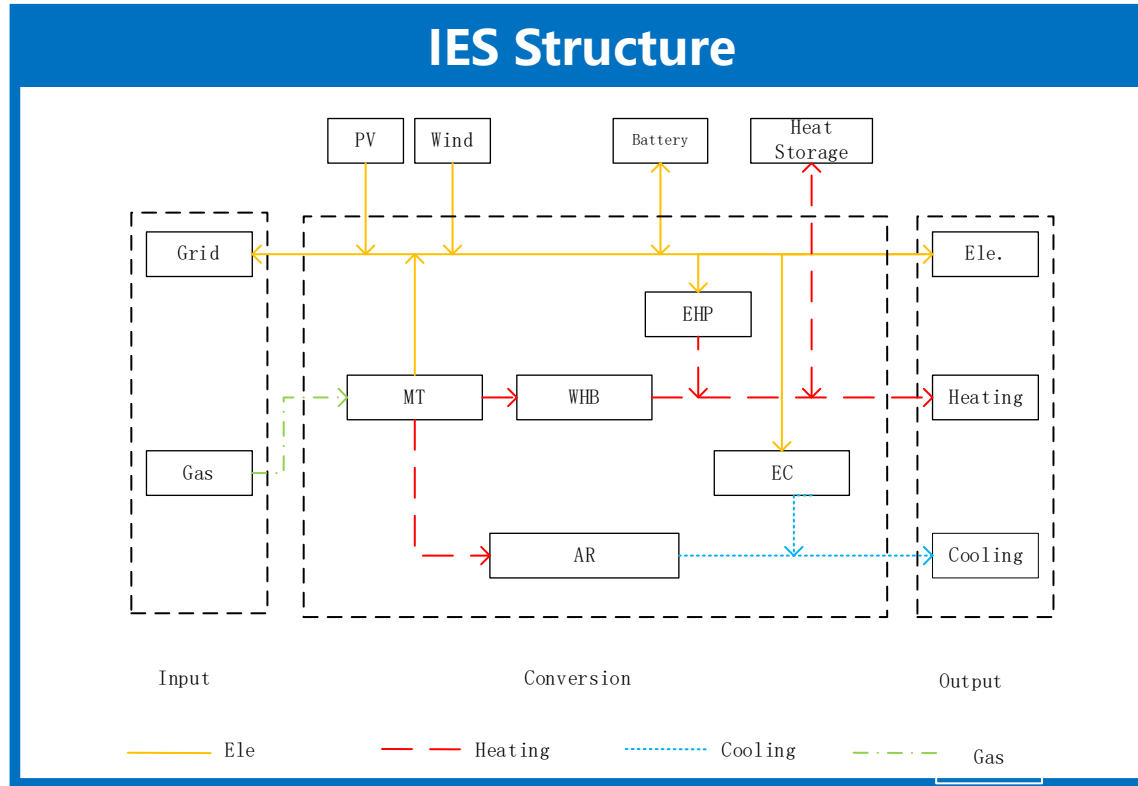 IES Structure
PV
Wind
Battery
Heat
Storage
Grid
Ele.
EHP
MT
WHB
Heating
Gas
EC
AR
Cooling
Input
Conversion
Output
Ele
Heating
Cooling
Gas